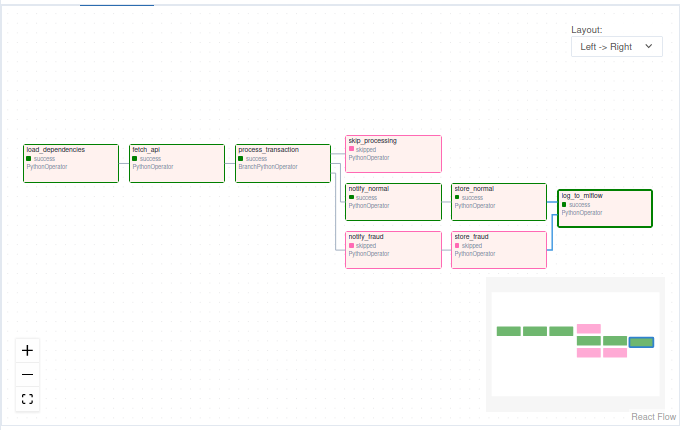 Layout:
Left -> Right
load_dependencies
success
PythonOperator
fetch_api
success
PythonOperator
process_transaction
success
BranchPythonOperator
skip_processing
skipped
PythonOperator
notify_normal
success
PythonOperator
store_normal
success
PythonOperator
log_to_mlflow
success
PythonOperator
notify_fraud
skipped
PythonOperator
store_fraud
skipped
PythonOperator
React Flow